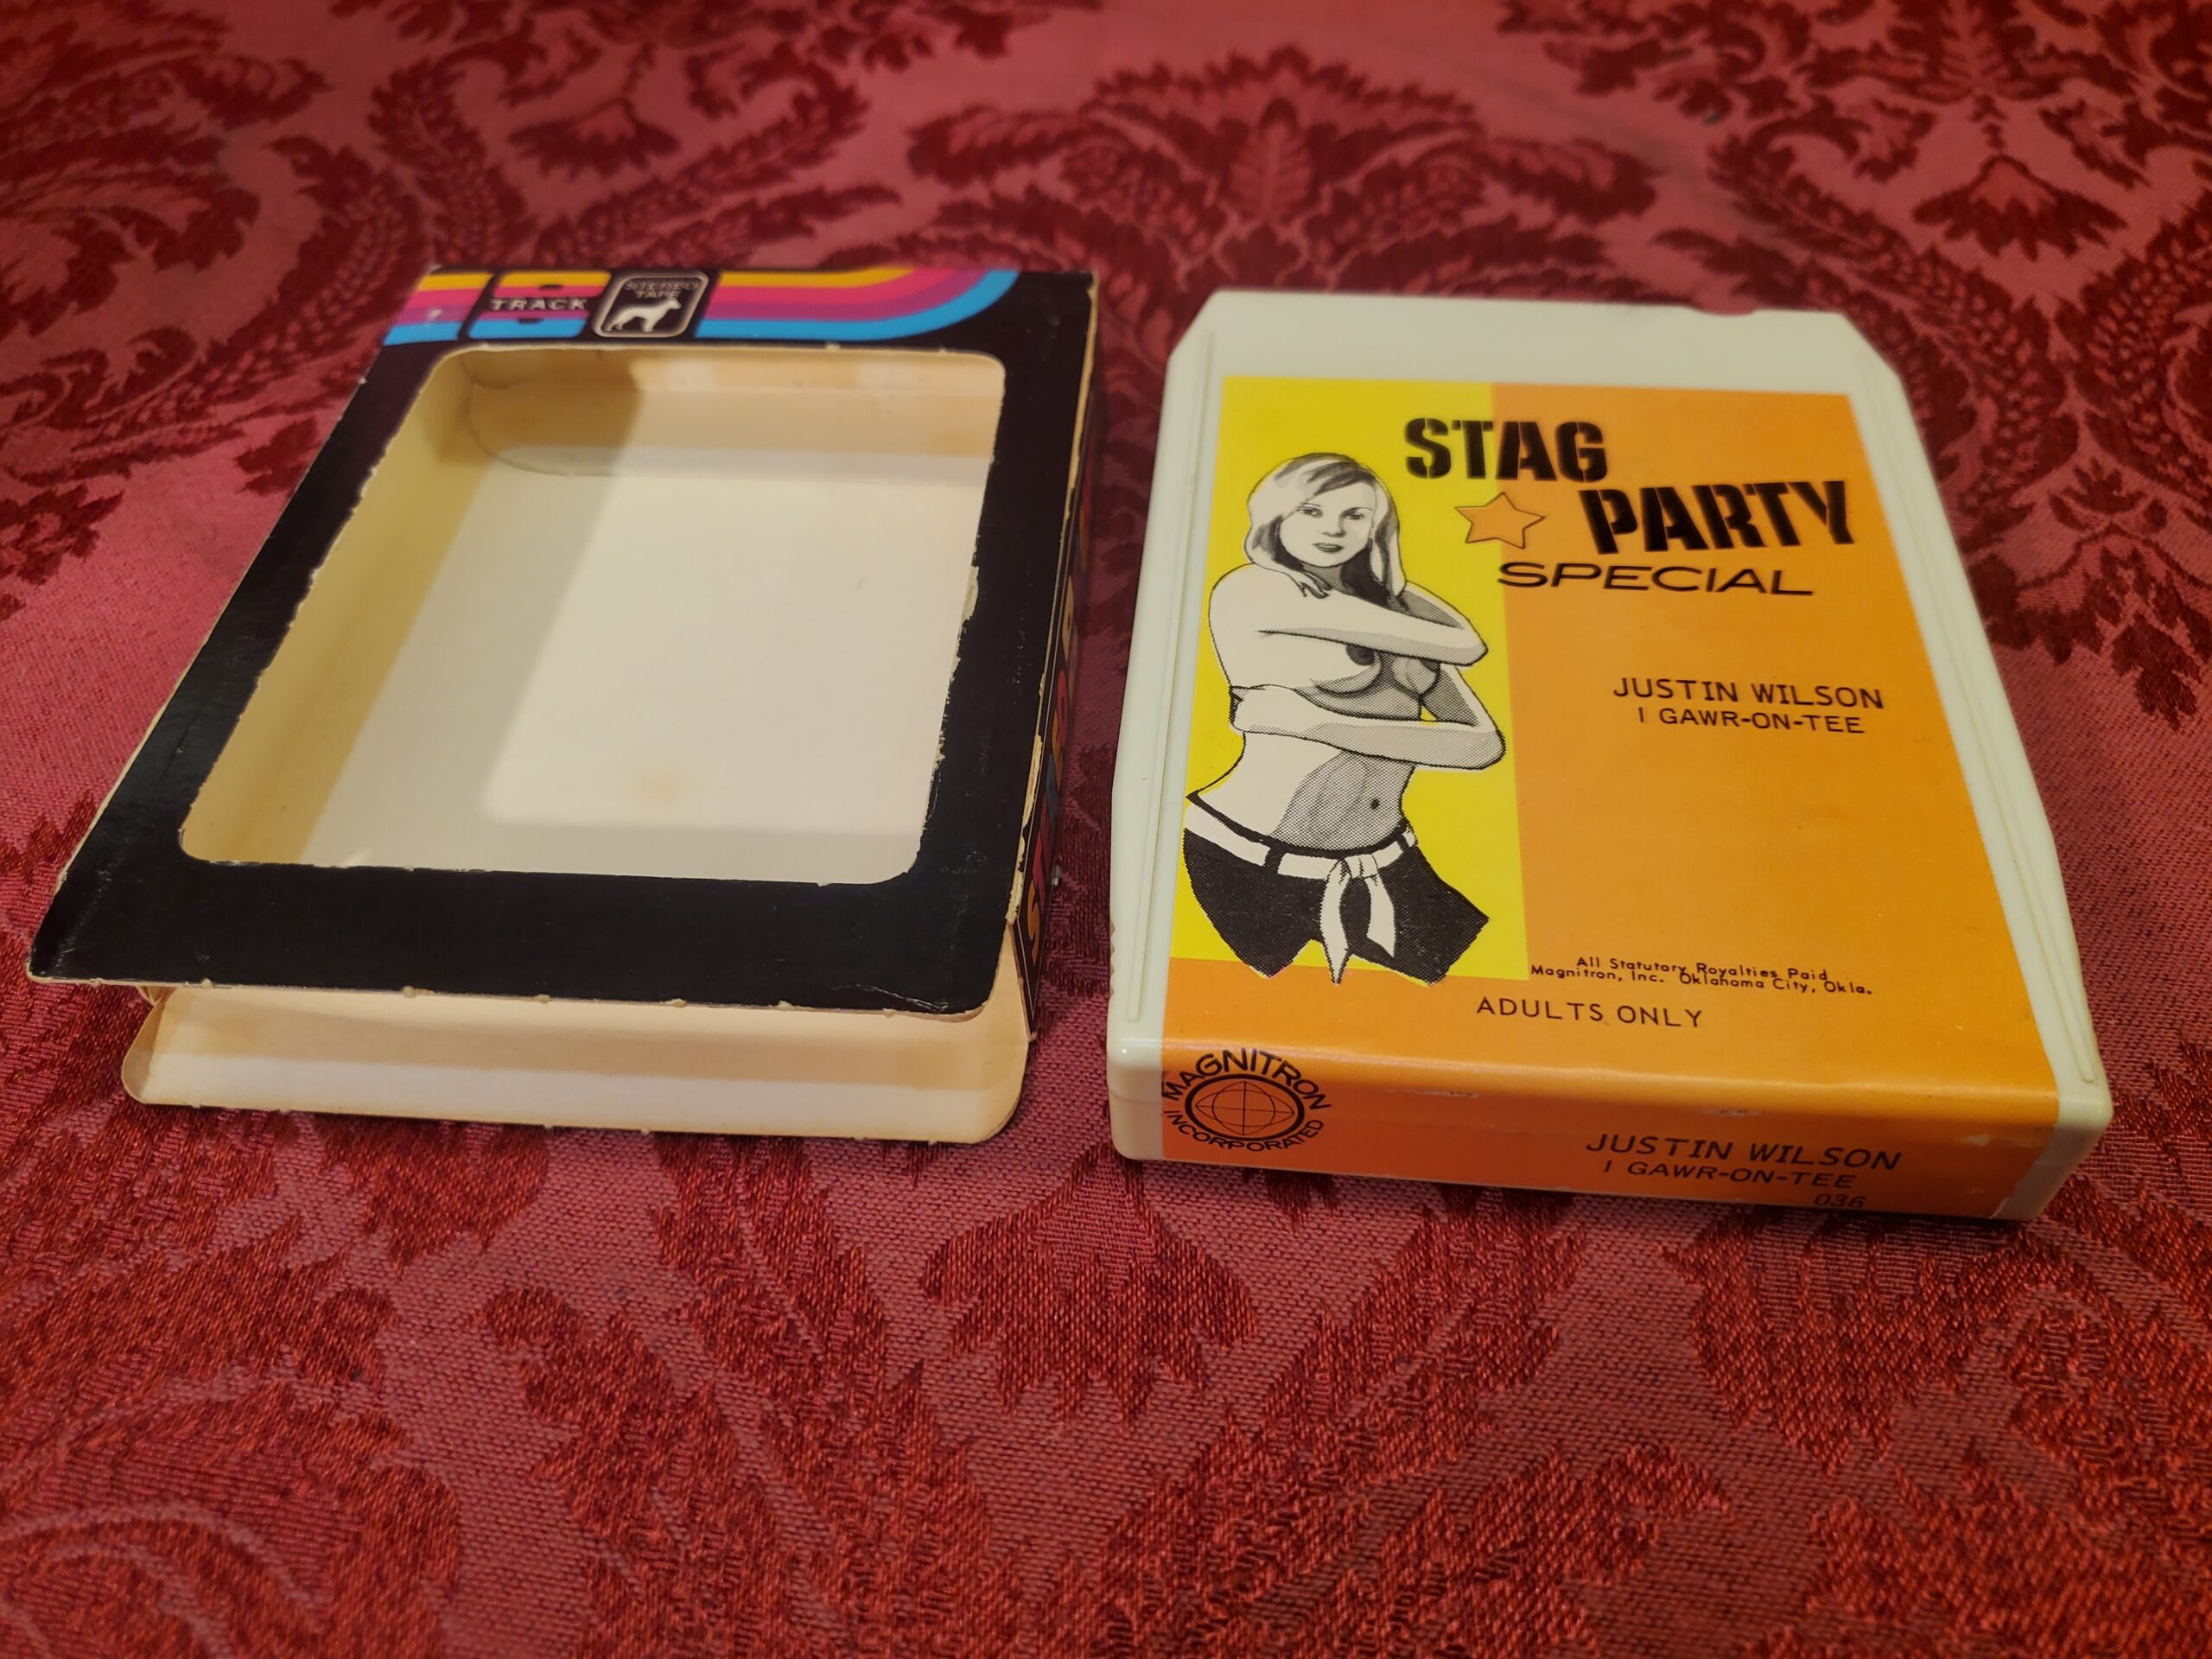 TRACK
STEREO
TAPE
STAG
PARTY
SPECIAL
JUSTIN WILSON
I GAWR-ON-TEE
All Statutory Royalties Paid
Magnitron, Inc. Oklahoma City, Okla.
ADULTS ONLY
MAGNITRON
INCORPORATED
JUSTIN WILSON
I GAWR-ON-TEE
036